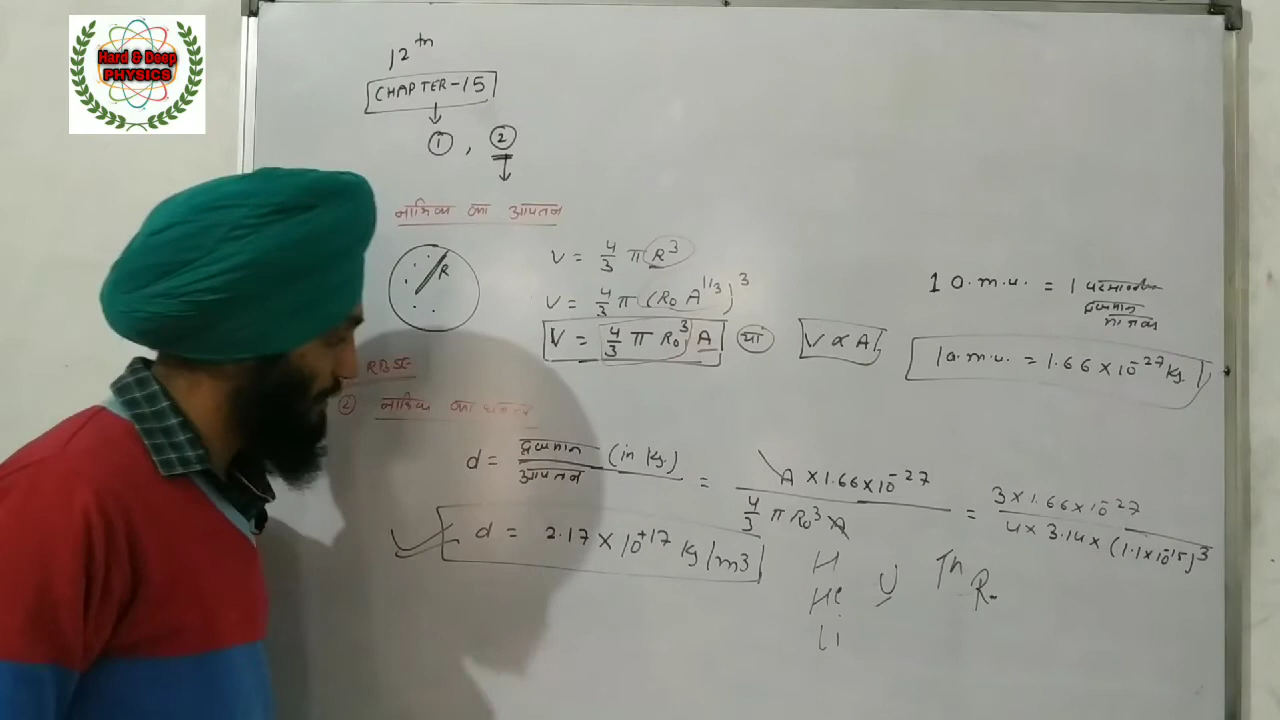 Hard & Deep
PHYSICS
12th
CHAPTER-15
① , ②
नाभिक का आयतन
R
V = 4/3 π R³
V = 4/3 π (R₀ A^1/3)³
V = 4/3 π R₀³ A या V ∝ A
1 a.m.u. = 1 परमाण्वीय
द्रव्यमान
मात्रक
1 a.m.u. = 1.66 × 10^-27 kg
RBSE
② नाभिक का घनत्व
d = द्रव्यमान (in kg) / आयतन = A × 1.66 × 10^-27 / 4/3 π R₀³ × A = 3 × 1.66 × 10^-27 / 4 × 3.14 × (1.1 × 10^-15)³
d = 2.17 × 10^+17 kg/m3
H
He U Th R
Li